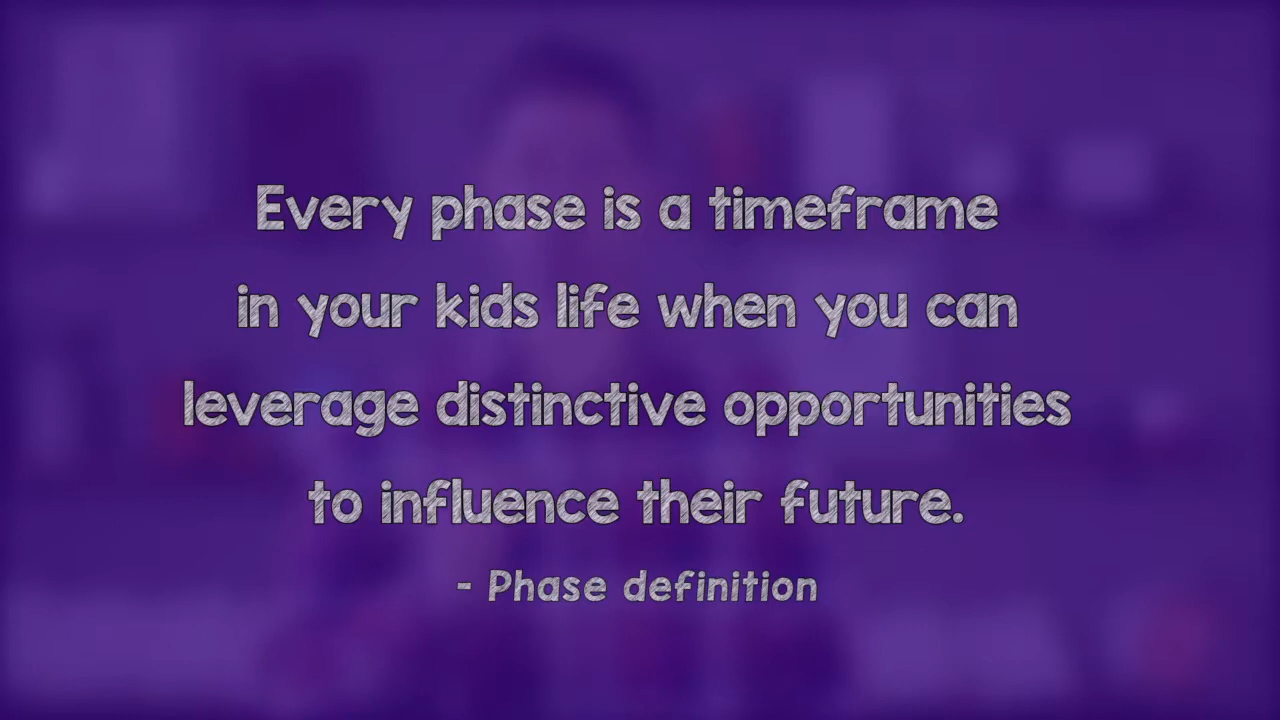 Every phase is a timeframe
in your kids life when you can
leverage distinctive opportunities
to influence their future.
- Phase definition